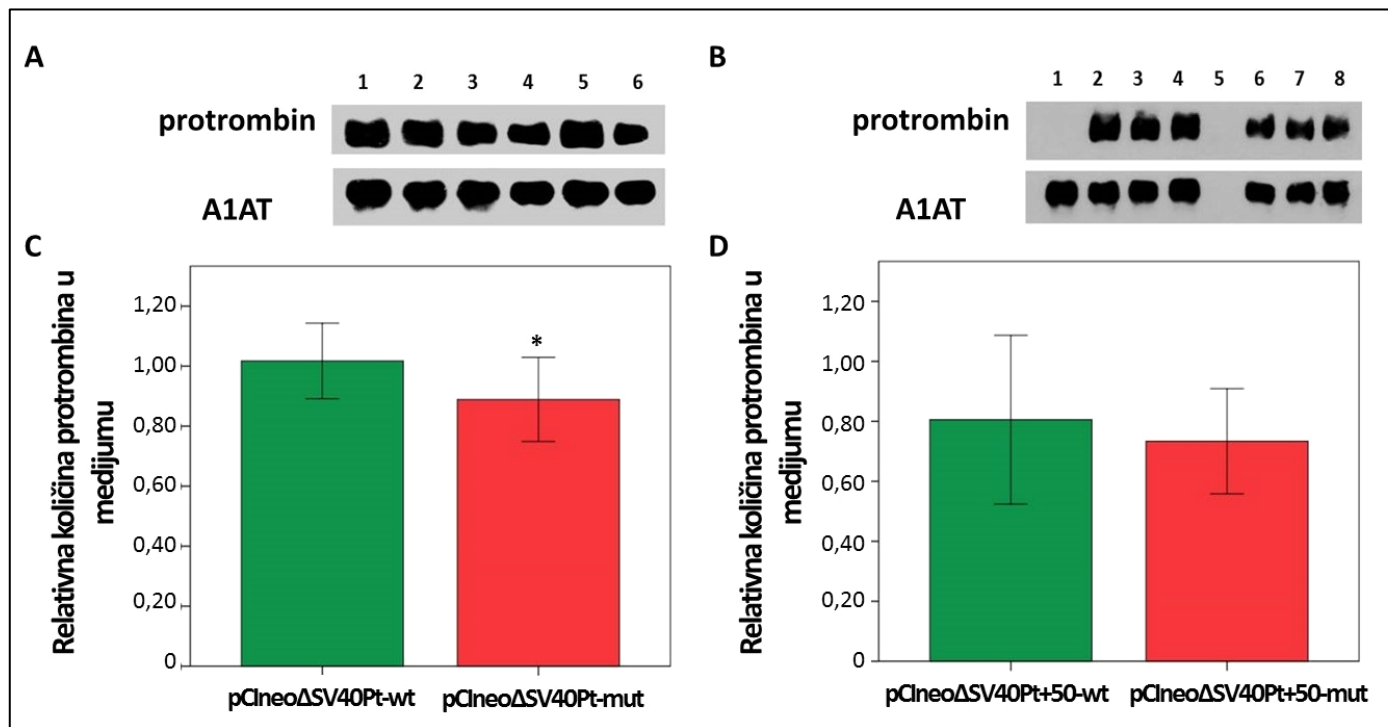 A
1 2 3 4 5 6
protrombin
A1AT
B
1 2 3 4 5 6 7 8
protrombin
A1AT
C
Relativna količina protrombina u
medijumu
1,20
1,00
0,80
0,60
0,40
0,20
0
*
pCIneoΔSV40Pt-wt
pCIneoΔSV40Pt-mut
D
Relativna količina protrombina u
medijumu
1,20
1,00
0,80
0,60
0,40
0,20
0
pCIneoΔSV40Pt+50-wt
pCIneoΔSV40Pt+50-mut